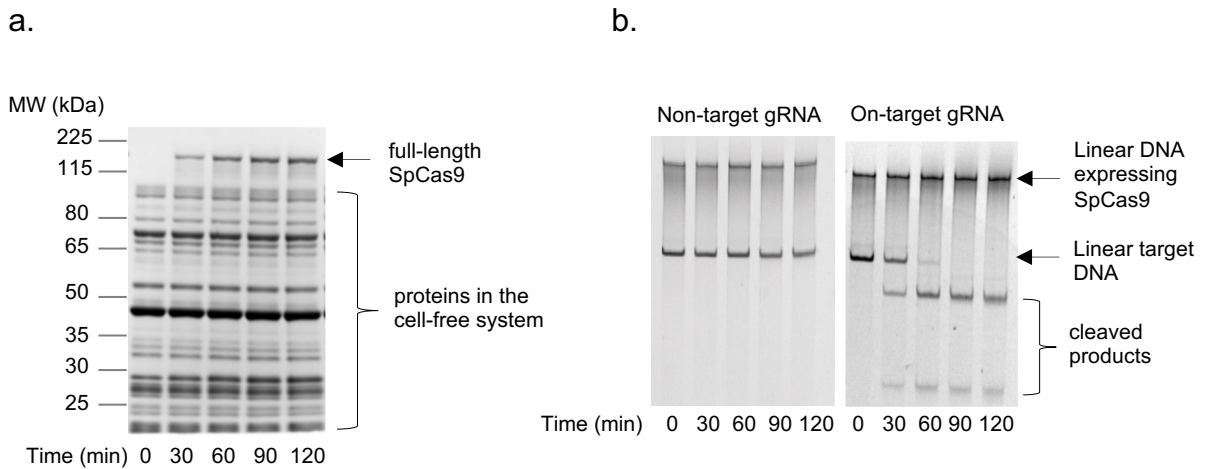 a.
MW (kDa)
225
115
80
65
50
35
30
25
full-length
SpCas9
proteins in the
cell-free system
Time (min) 0 30 60 90 120
b.
Non-target gRNA
On-target gRNA
Linear DNA
expressing
SpCas9
Linear target
DNA
cleaved
products
Time (min) 0 30 60 90 120 0 30 60 90 120